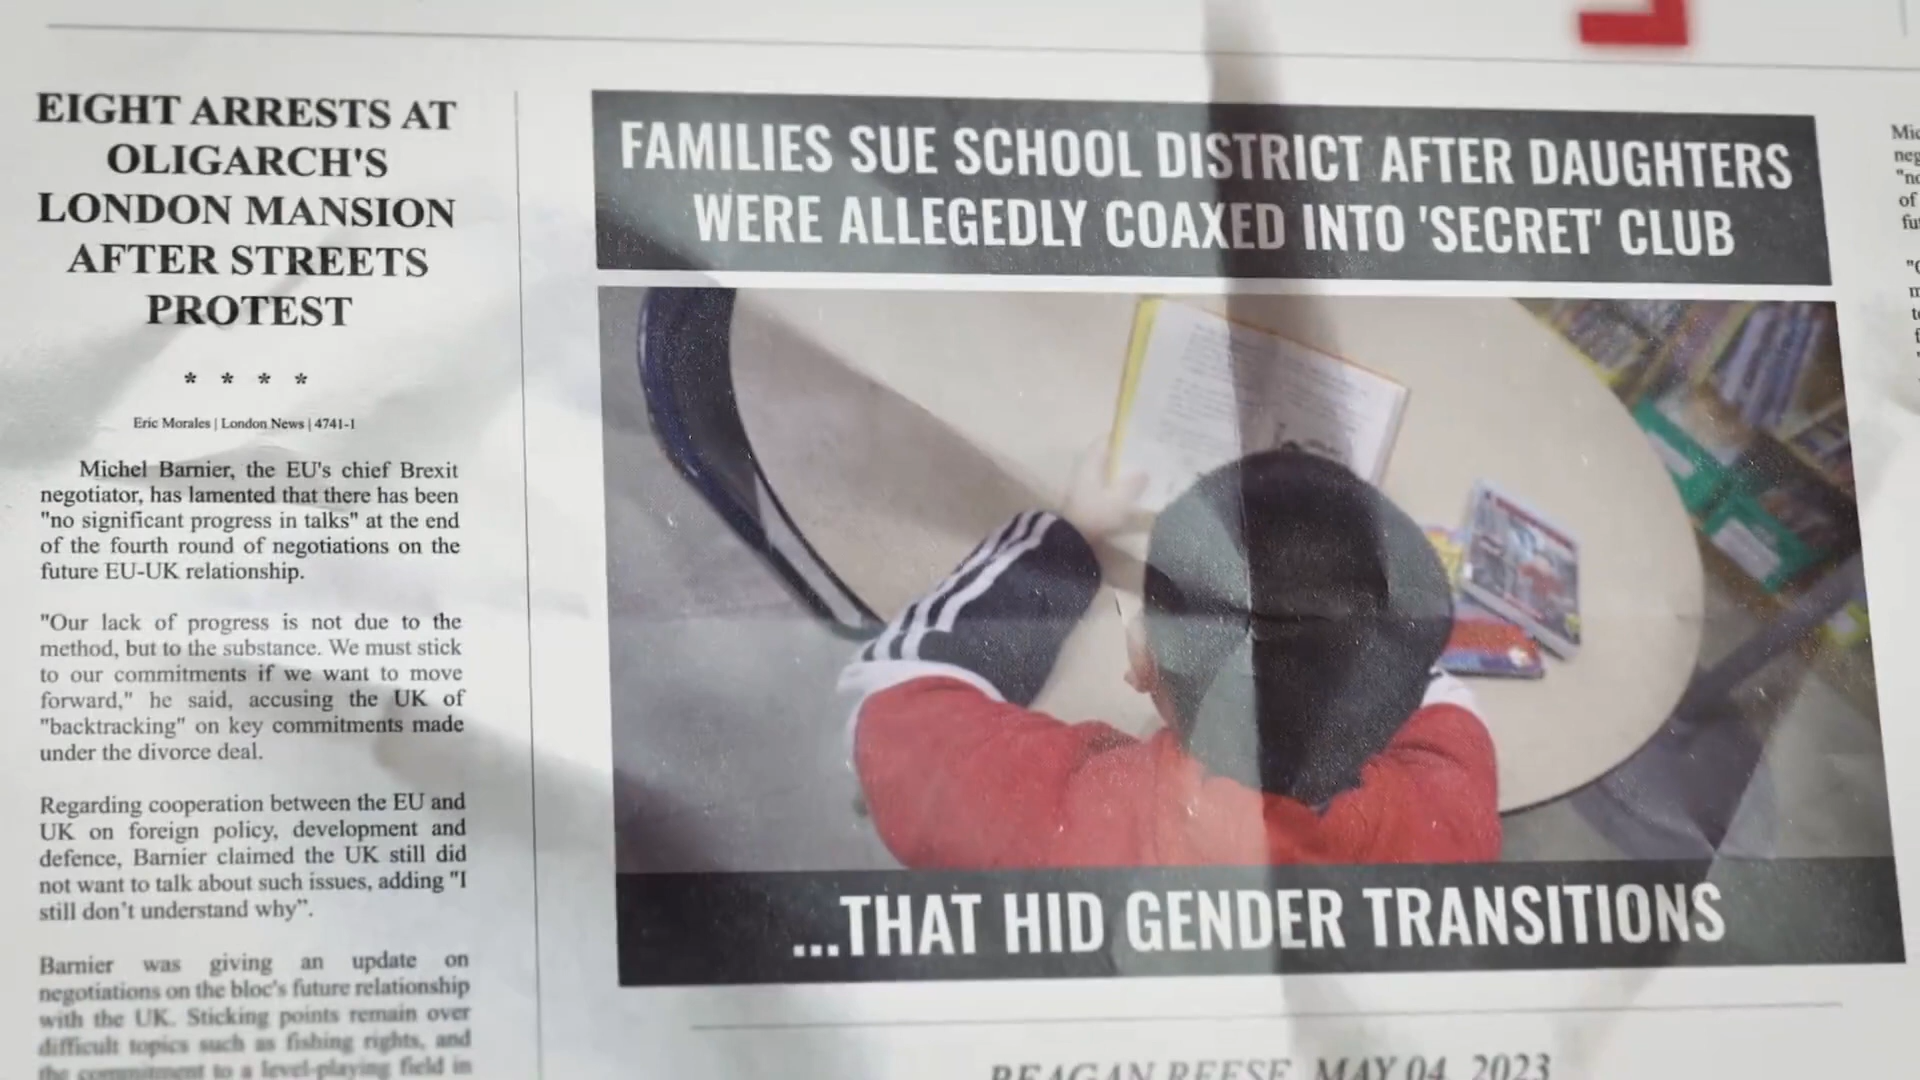 EIGHT ARRESTS AT
OLIGARCH'S
LONDON MANSION
AFTER STREETS
PROTEST
* * * *
Eric Morales | London News | 4741-1
Michel Barnier, the EU's chief Brexit
negotiator, has lamented that there has been
"no significant progress in talks" at the end
of the fourth round of negotiations on the
future EU-UK relationship.
"Our lack of progress is not due to the
method, but to the substance. We must stick
to our commitments if we want to move
forward," he said, accusing the UK of
"backtracking" on key commitments made
under the divorce deal.
Regarding cooperation between the EU and
UK on foreign policy, development and
defence, Barnier claimed the UK still did
not want to talk about such issues, adding "I
still don’t understand why”.
Barnier was giving an update on
negotiations on the bloc's future relationship
with the UK. Sticking points remain over
difficult topics such as fishing rights, and
the commitment to a level-playing field in
FAMILIES SUE SCHOOL DISTRICT AFTER DAUGHTERS
WERE ALLEGEDLY COAXED INTO 'SECRET' CLUB
...THAT HID GENDER TRANSITIONS
REAGAN REESE MAY 04, 2023